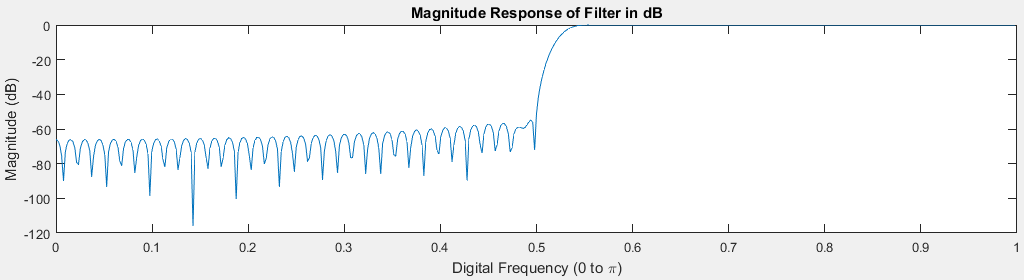 Magnitude Response of Filter in dB
Magnitude (dB)
0
-20
-40
-60
-80
-100
-120
0 0.1 0.2 0.3 0.4 0.5 0.6 0.7 0.8 0.9 1
Digital Frequency (0 to π)